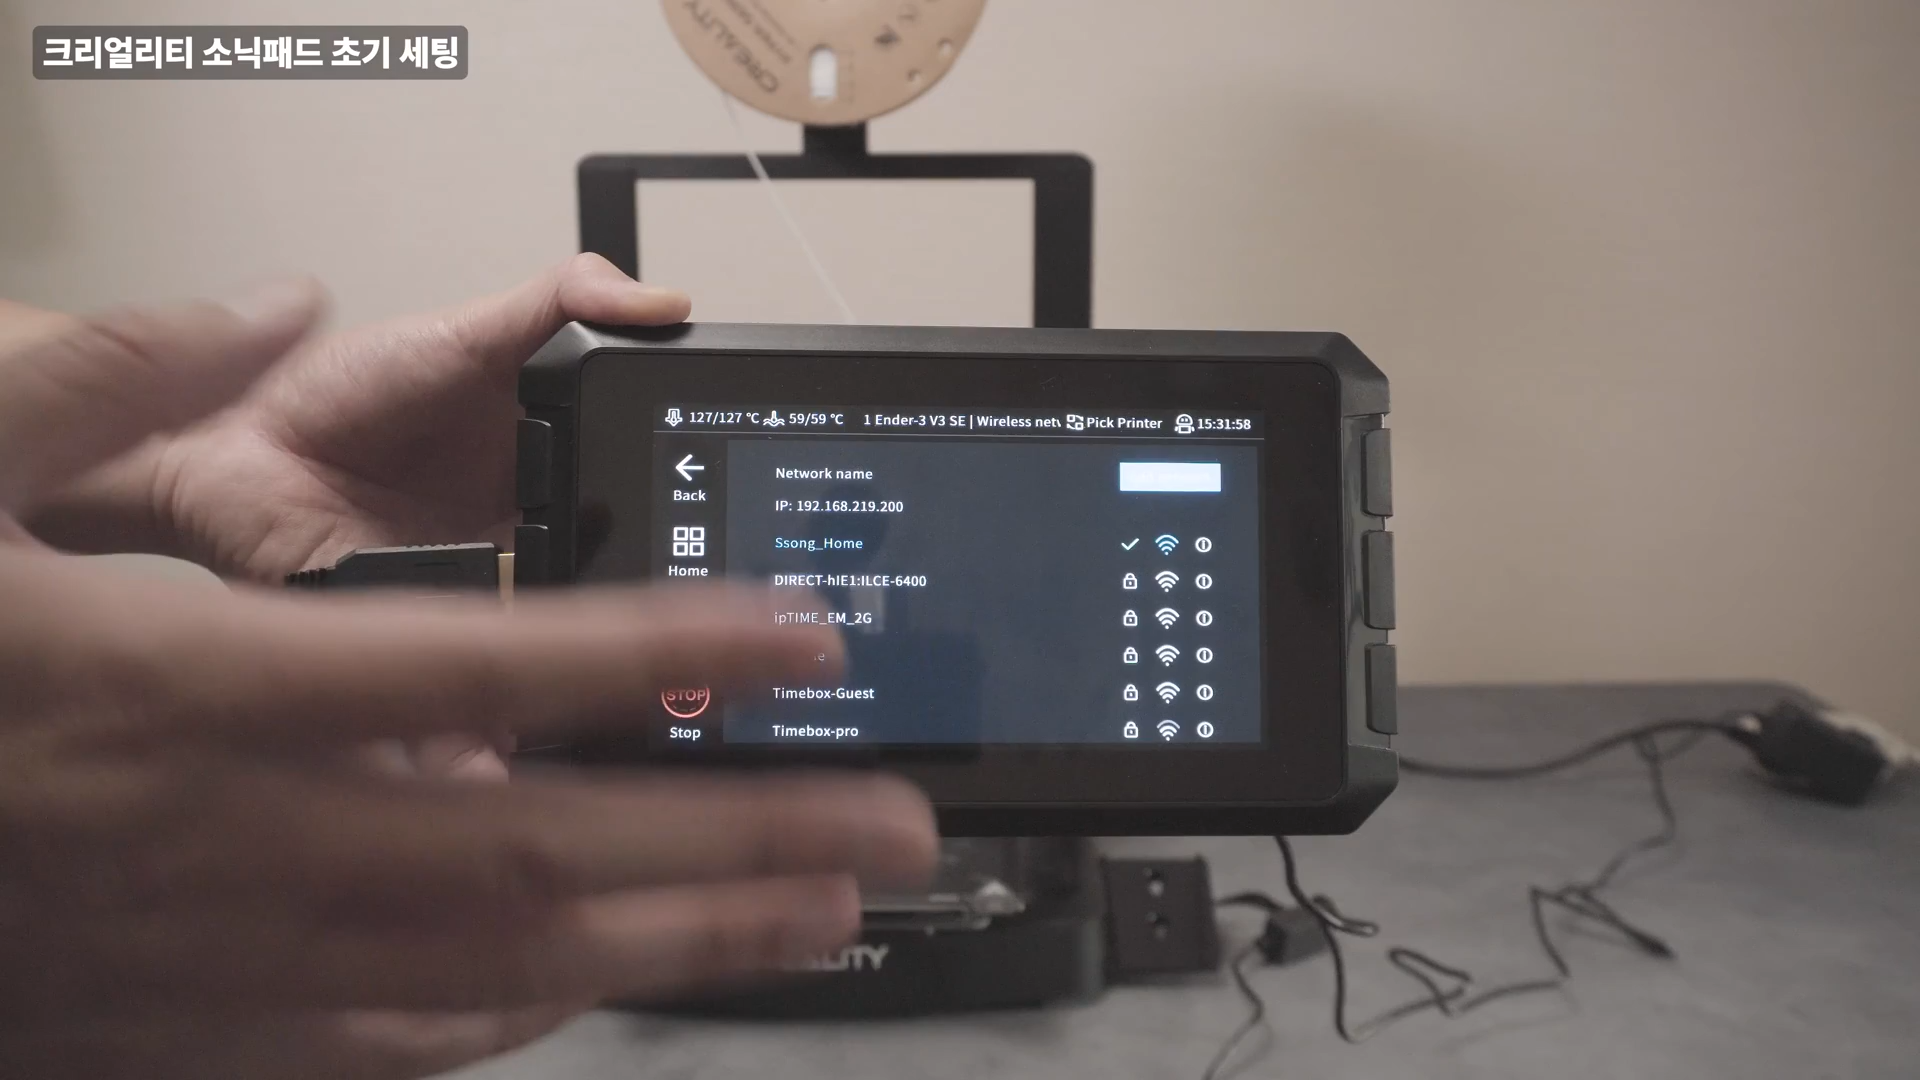 크리얼리티 소닉패드 초기 세팅
CREALITY
127/127 ℃ 59/59 ℃ 1 Ender-3 V3 SE | Wireless netv Pick Printer 15:31:58
Back
Home
STOP
Stop
Network name
IP: 192.168.219.200
Ssong_Home
DIRECT-hIE1:ILCE-6400
ipTIME_EM_2G
Timebox-Guest
Timebox-pro